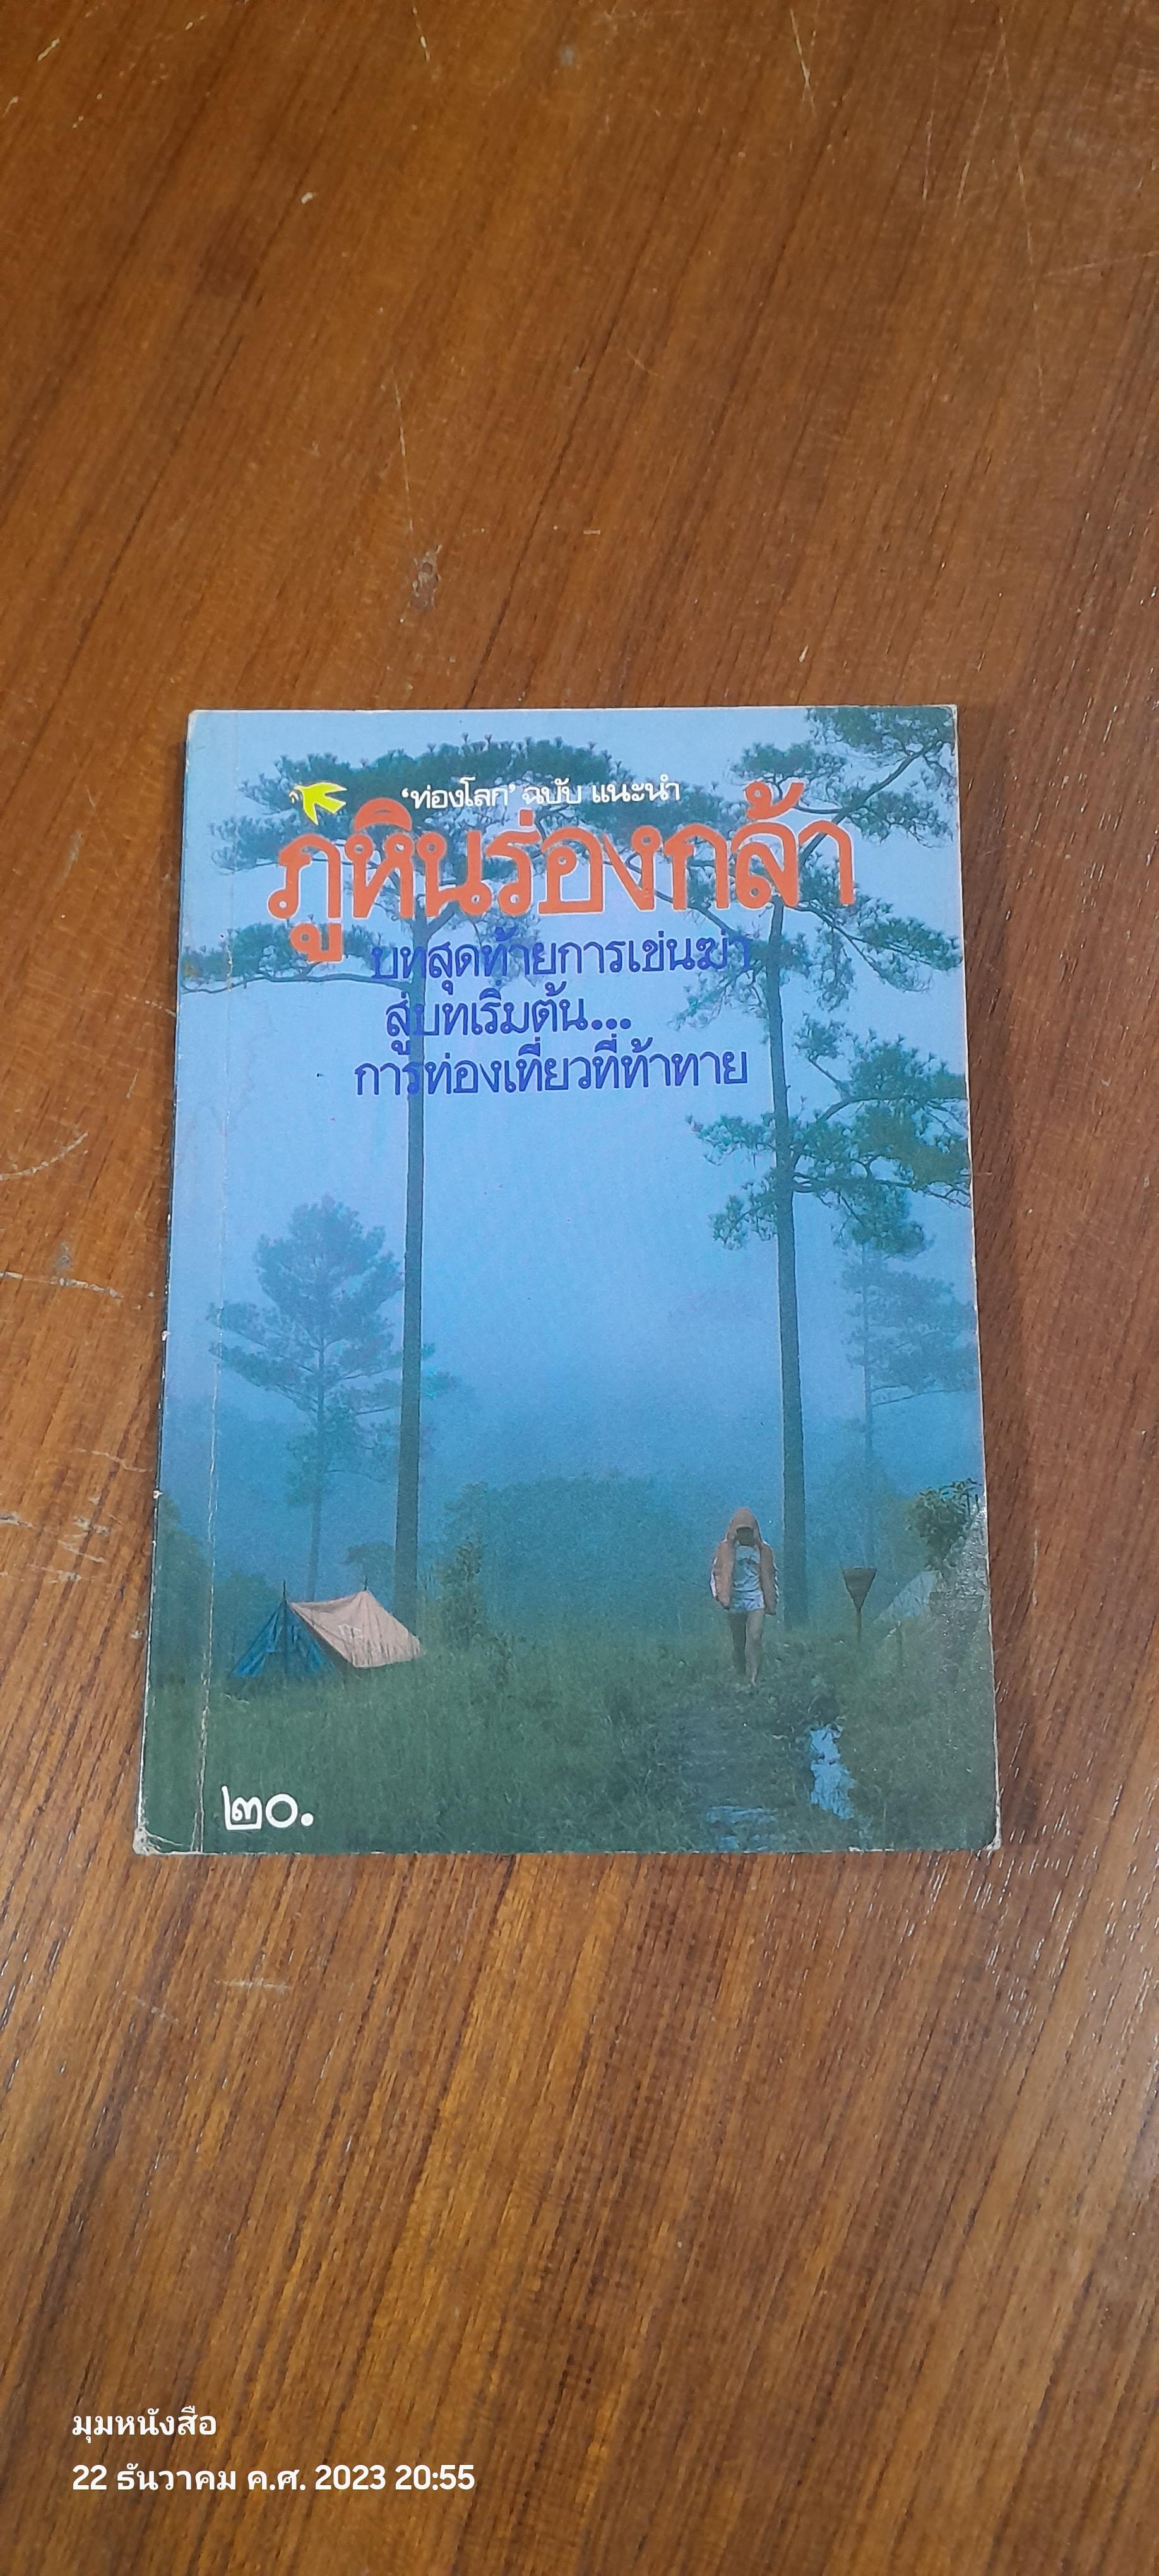 ‘ท่องโลก’ ฉบับ แนะนำ
ภูหินร่องกล้า
บทสุดท้ายการเข่นฆ่า
สู่บทเริ่มต้น...
การท่องเที่ยวที่ท้าทาย
๒๐.
มุมหนังสือ
22 ธันวาคม ค.ศ. 2023 20:55